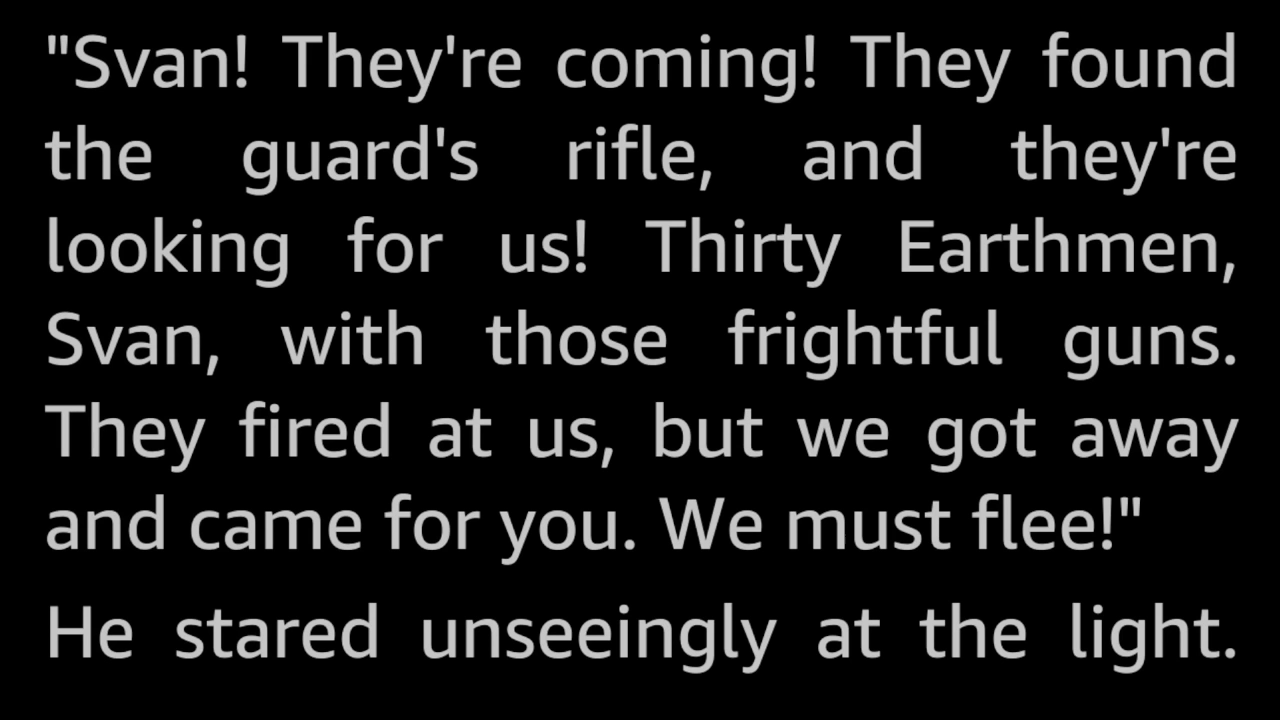 "Svan! They're coming! They found
the guard's rifle, and they're
looking for us! Thirty Earthmen,
Svan, with those frightful guns.
They fired at us, but we got away
and came for you. We must flee!"
He stared unseeingly at the light.